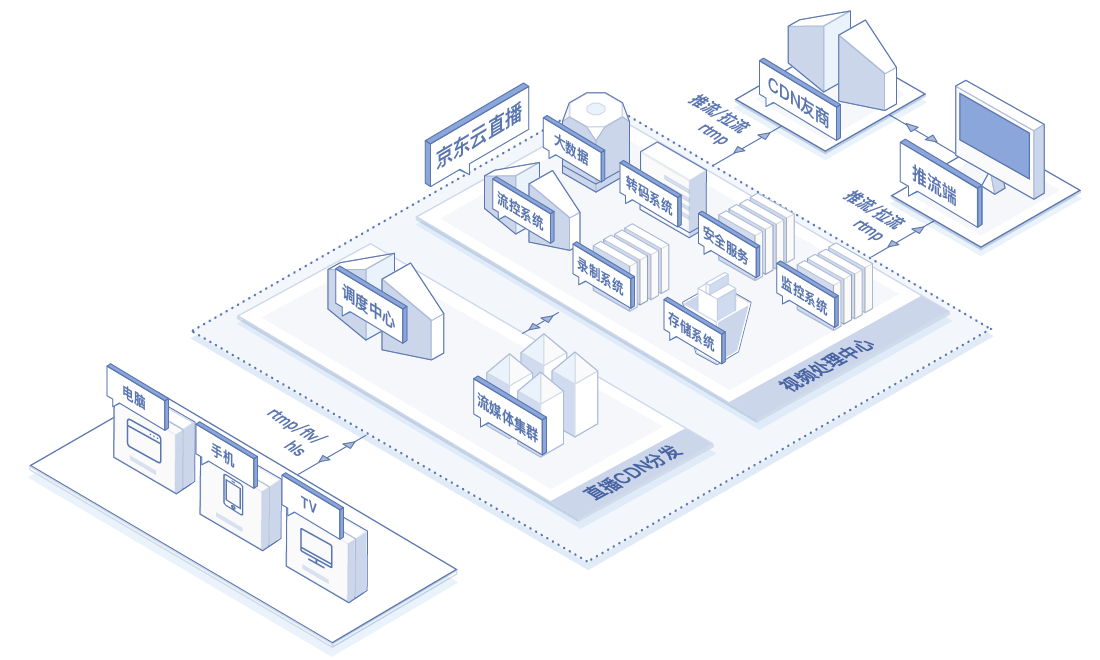 CDN友商
推流/拉流
rtmp
京东云直播
大数据
推流端
转码系统
流控系统
推流/拉流
rtmp
安全服务
录制系统
监控系统
调度中心
存储系统
视频处理中心
电脑
流媒体集群
rtmp/flv/
hls
手机
直播CDN分发
TV